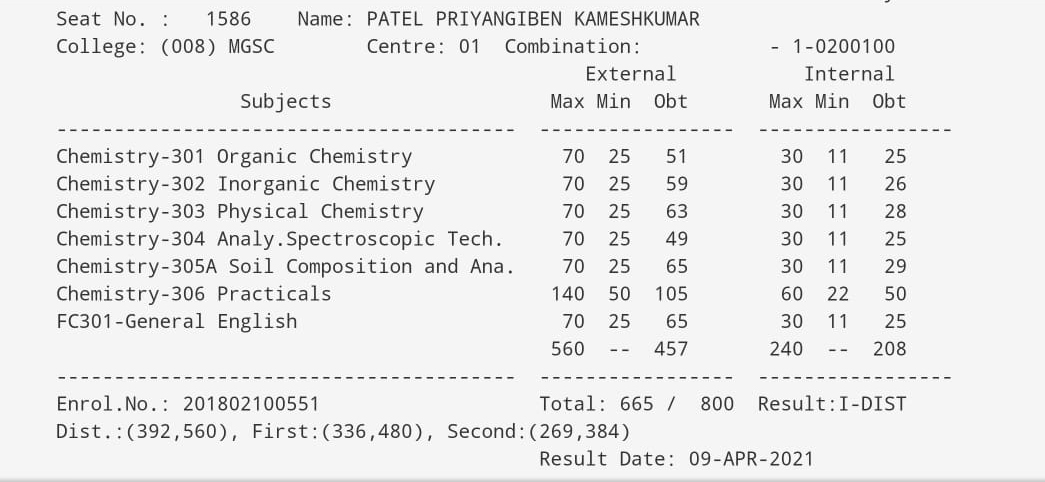 Seat No. : 1586 Name: PATEL PRIYANGIBEN KAMESHKUMAR
College: (008) MGSC Centre: 01 Combination: - 1-0200100
External Internal
Subjects Max Min Obt Max Min Obt
---------------------------------------- ----------------- -----------------
Chemistry-301 Organic Chemistry 70 25 51 30 11 25
Chemistry-302 Inorganic Chemistry 70 25 59 30 11 26
Chemistry-303 Physical Chemistry 70 25 63 30 11 28
Chemistry-304 Analy.Spectroscopic Tech. 70 25 49 30 11 25
Chemistry-305A Soil Composition and Ana. 70 25 65 30 11 29
Chemistry-306 Practicals 140 50 105 60 22 50
FC301-General English 70 25 65 30 11 25
560 -- 457 240 -- 208
---------------------------------------- ----------------- -----------------
Enrol.No.: 201802100551 Total: 665 / 800 Result:I-DIST
Dist.:(392,560), First:(336,480), Second:(269,384)
Result Date: 09-APR-2021